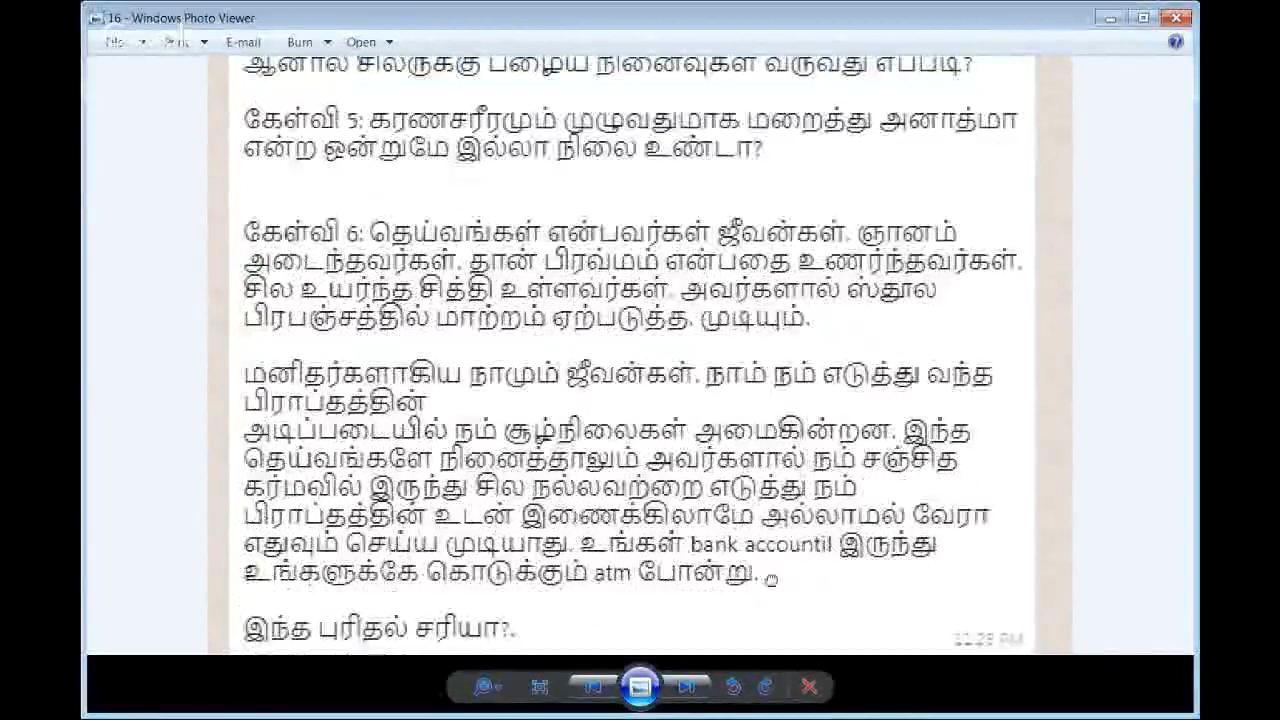 16 - Windows Photo Viewer
File Print E-mail Burn Open
ஆனால் சிலருக்கு பழைய நினைவுகள் வருவது எப்படி?
கேள்வி 5: கரணசரீரமும் முழுவதுமாக மறைத்து அனாத்மா
என்ற ஒன்றுமே இல்லா நிலை உண்டா?
கேள்வி 6: தெய்வங்கள் என்பவர்கள் ஜீவன்கள். ஞானம்
அடைந்தவர்கள். தான் பிரவ்மம் என்பதை உணர்ந்தவர்கள்.
சில உயர்ந்த சித்தி உள்ளவர்கள். அவர்களால் ஸ்தூல
பிரபஞ்சத்தில் மாற்றம் ஏற்படுத்த. முடியும்.
மனிதர்களாகிய நாமும் ஜீவன்கள். நாம் நம் எடுத்து வந்த
பிராப்தத்தின்
அடிப்படையில் நம் சூழ்நிலைகள் அமைகின்றன. இந்த
தெய்வங்களே நினைத்தாலும் அவர்களால் நம் சஞ்சித
கர்மவில் இருந்து சில நல்லவற்றை எடுத்து நம்
பிராப்தத்தின் உடன் இணைக்கிலாமே அல்லாமல் வேரா
எதுவும் செய்ய முடியாது. உங்கள் bank accountil இருந்து
உங்களுக்கே கொடுக்கும் atm போன்று.
இந்த புரிதல் சரியா?.
11:29 PM